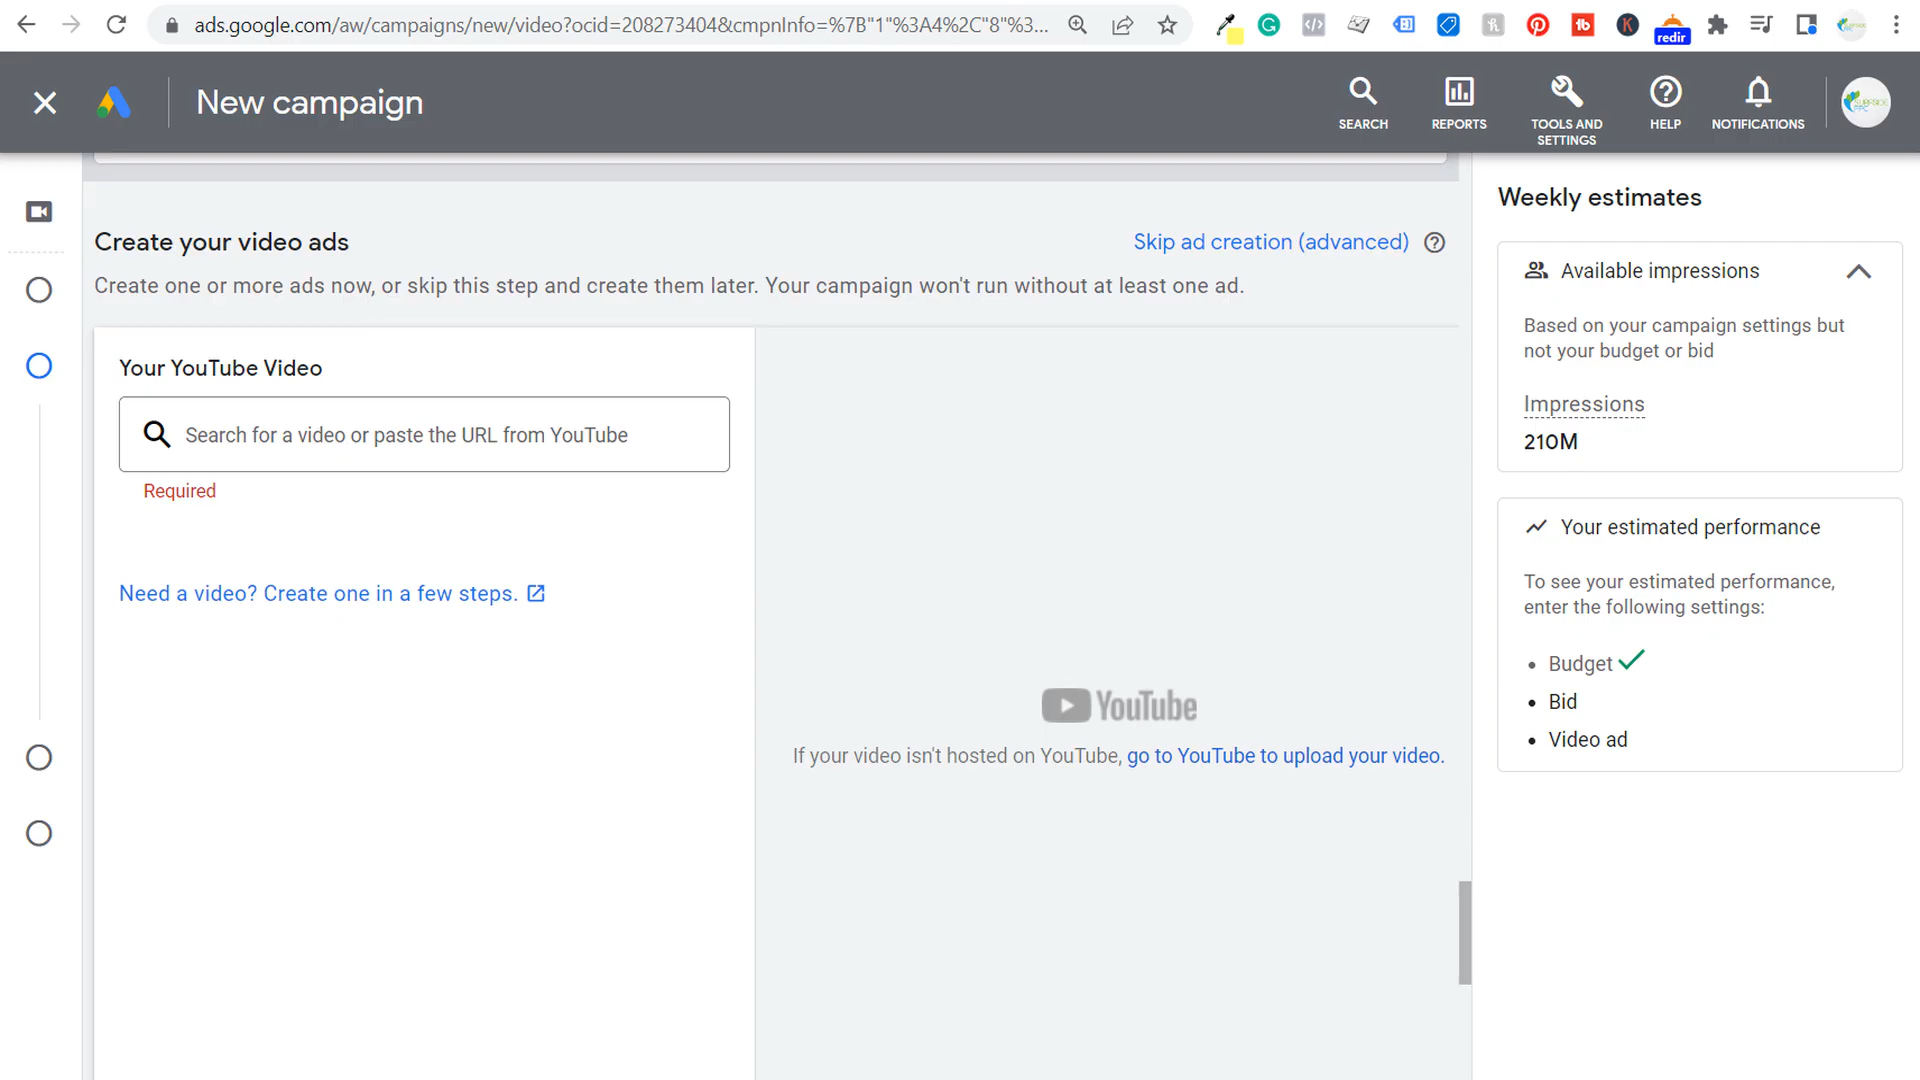 ads.google.com/aw/campaigns/new/video?ocid=208273404&cmpnInfo=%7B"1"%3A4%2C"8"%3...
redir
New campaign
SEARCH
REPORTS
TOOLS AND
SETTINGS
HELP
NOTIFICATIONS
SURFSIDE
PPC
Create your video ads
Skip ad creation (advanced)
Create one or more ads now, or skip this step and create them later. Your campaign won't run without at least one ad.
Your YouTube Video
Search for a video or paste the URL from YouTube
Required
Need a video? Create one in a few steps.
YouTube
If your video isn't hosted on YouTube, go to YouTube to upload your video.
Weekly estimates
Available impressions
Based on your campaign settings but
not your budget or bid
Impressions
210M
Your estimated performance
To see your estimated performance,
enter the following settings:
• Budget
• Bid
• Video ad